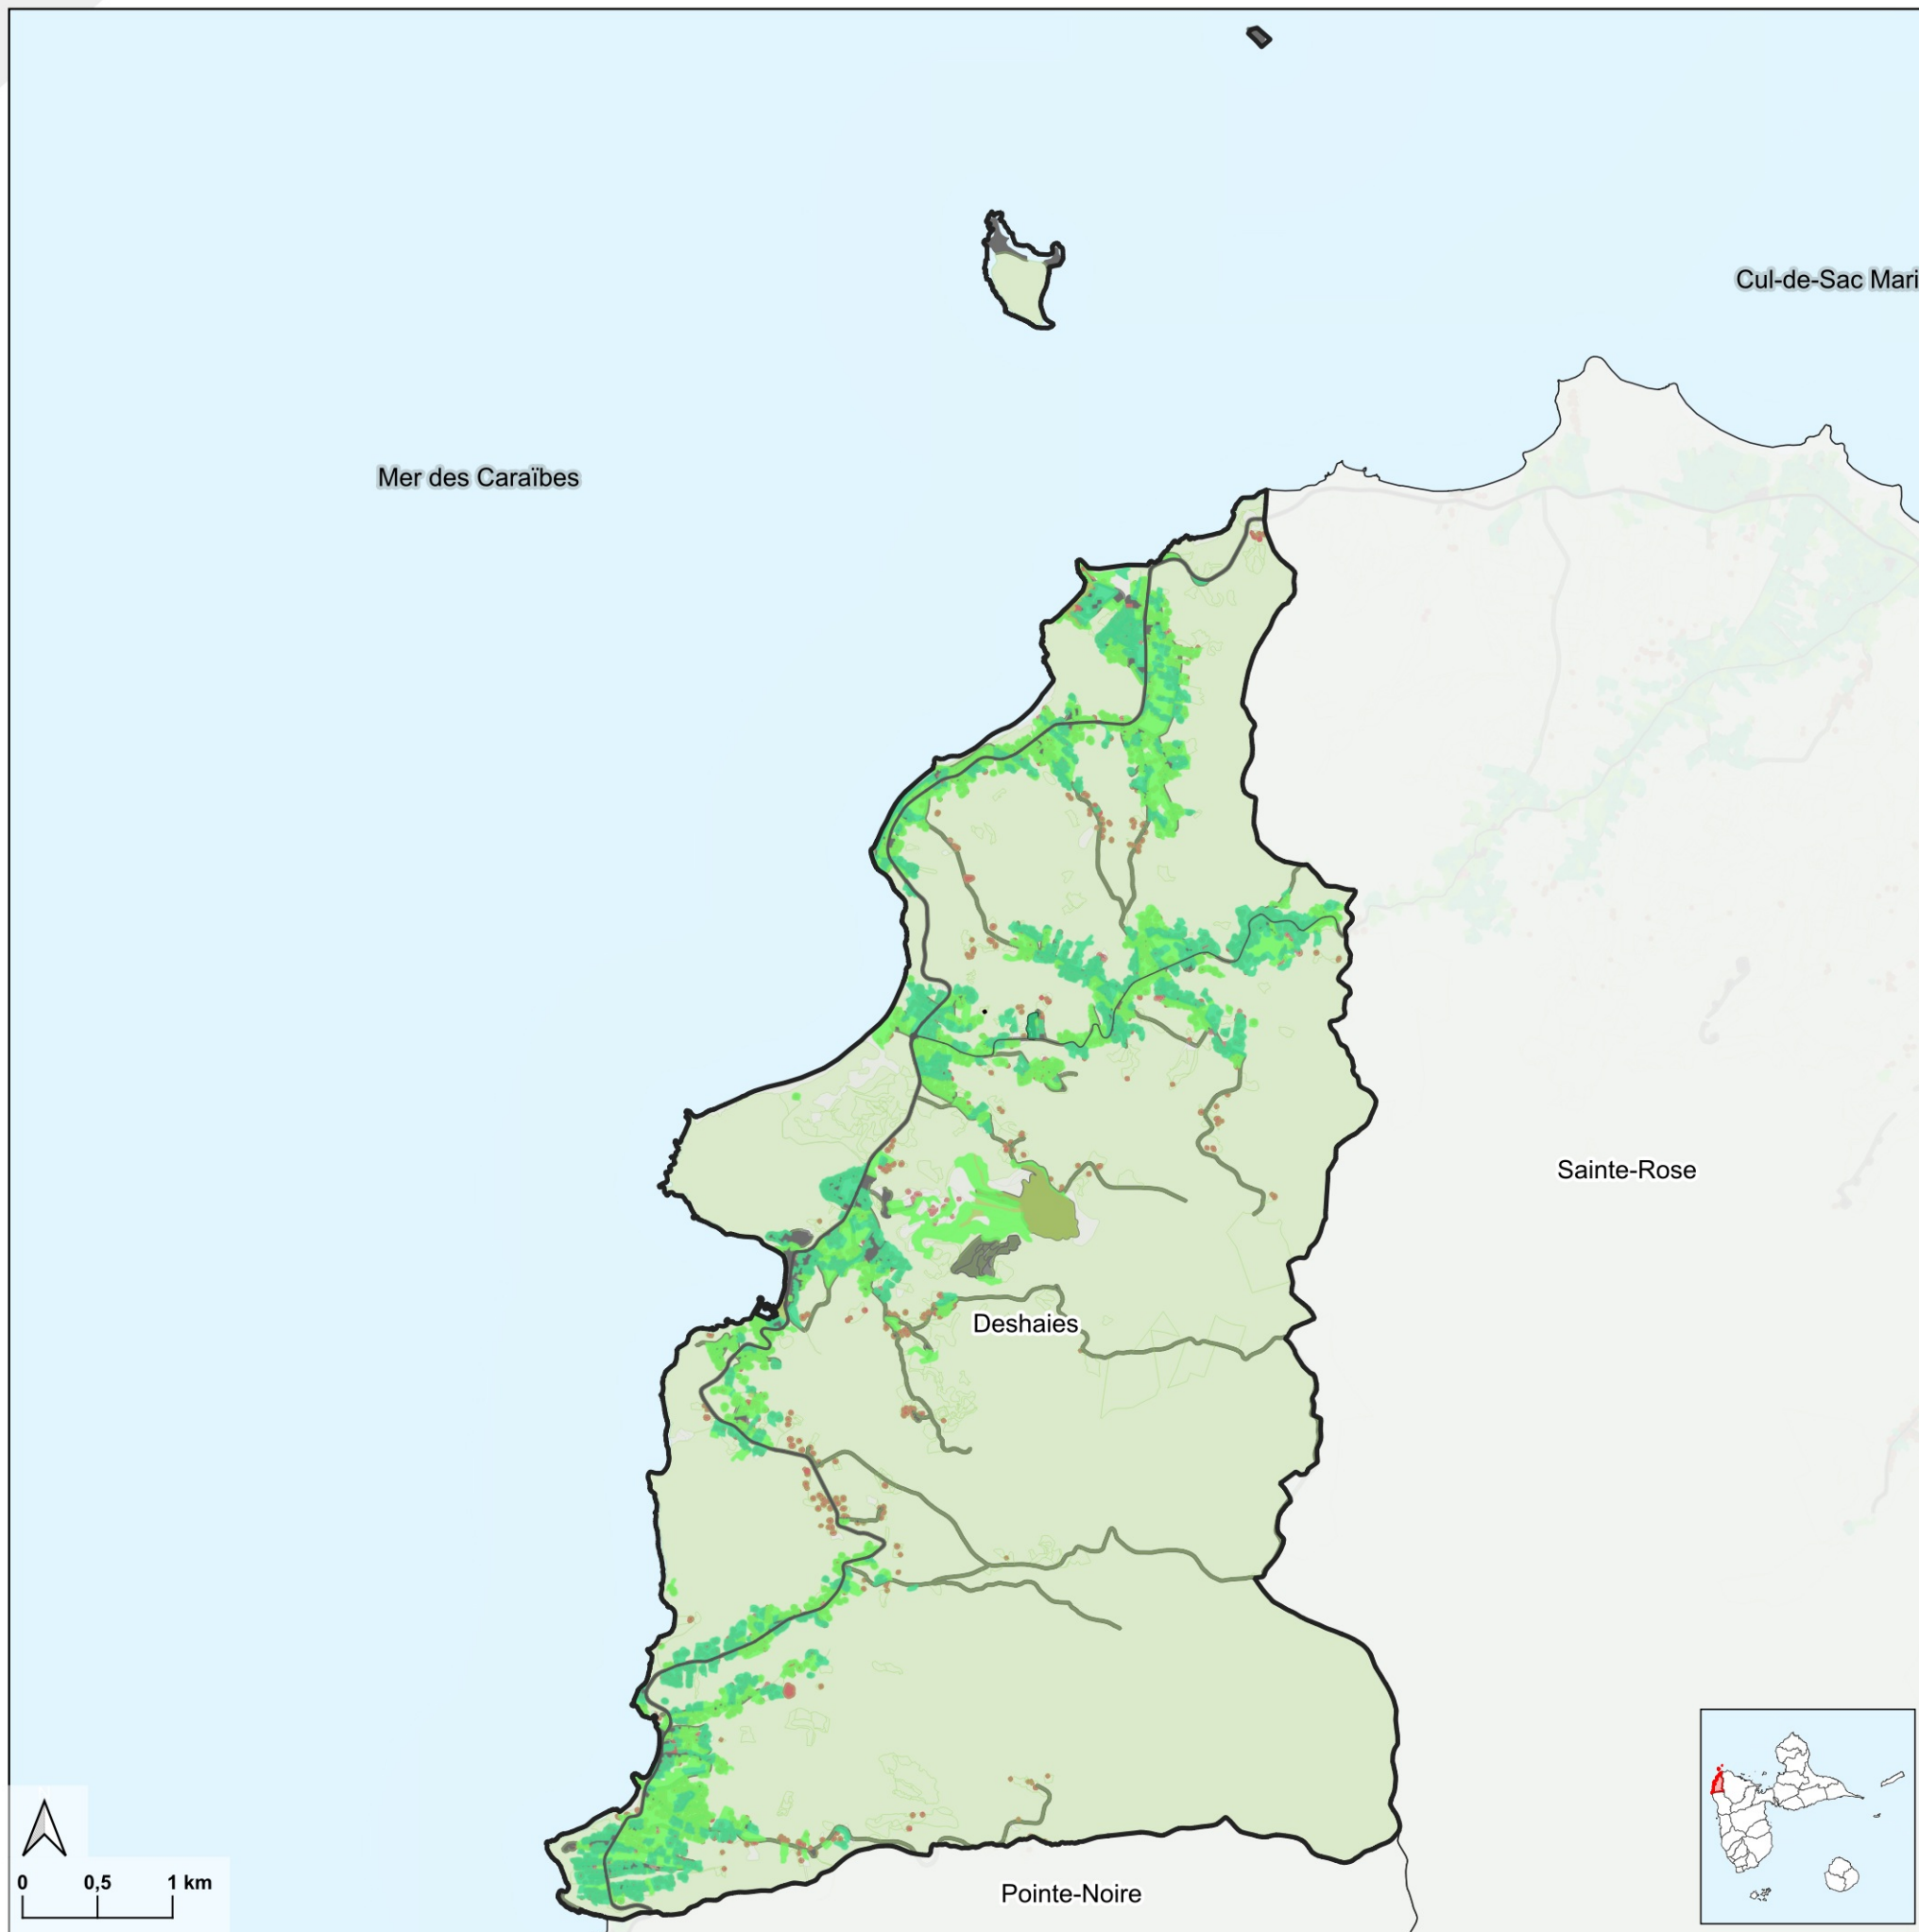 Cul-de-Sac Mari
Mer des Caraïbes
Sainte-Rose
Deshaies
0 0,5 1 km
Pointe-Noire